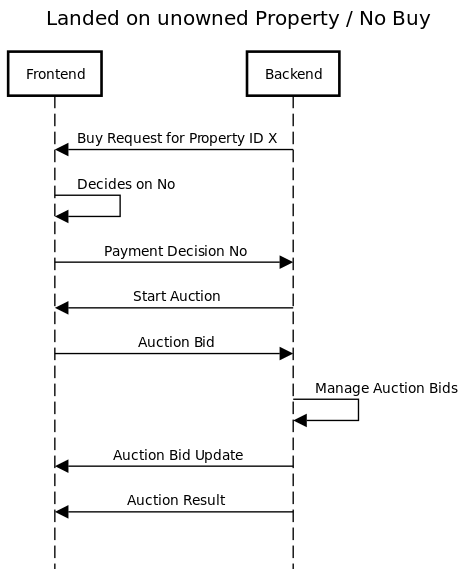 Landed on unowned Property / No Buy
Frontend
Backend
Buy Request for Property ID X
Decides on No
Payment Decision No
Start Auction
Auction Bid
Manage Auction Bids
Auction Bid Update
Auction Result